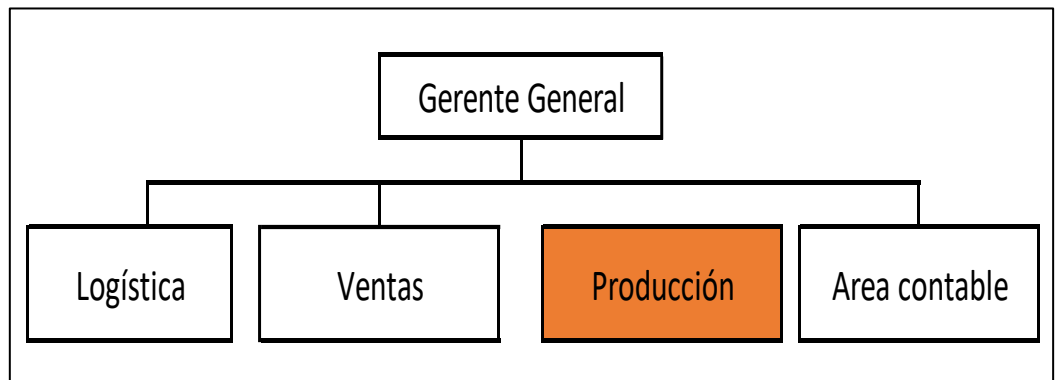 Gerente General
Logística
Ventas
Producción
Area contable